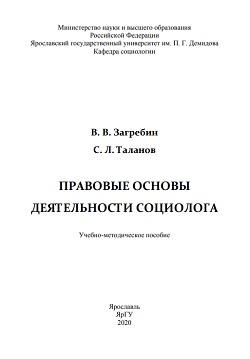 Министерство науки и высшего образования
Российской Федерации
Ярославский государственный университет им. П. Г. Демидова
Кафедра социологии
В. В. Загребин
С. Л. Таланов
ПРАВОВЫЕ ОСНОВЫ
ДЕЯТЕЛЬНОСТИ СОЦИОЛОГА
Учебно-методическое пособие
Ярославль
ЯрГУ
2020